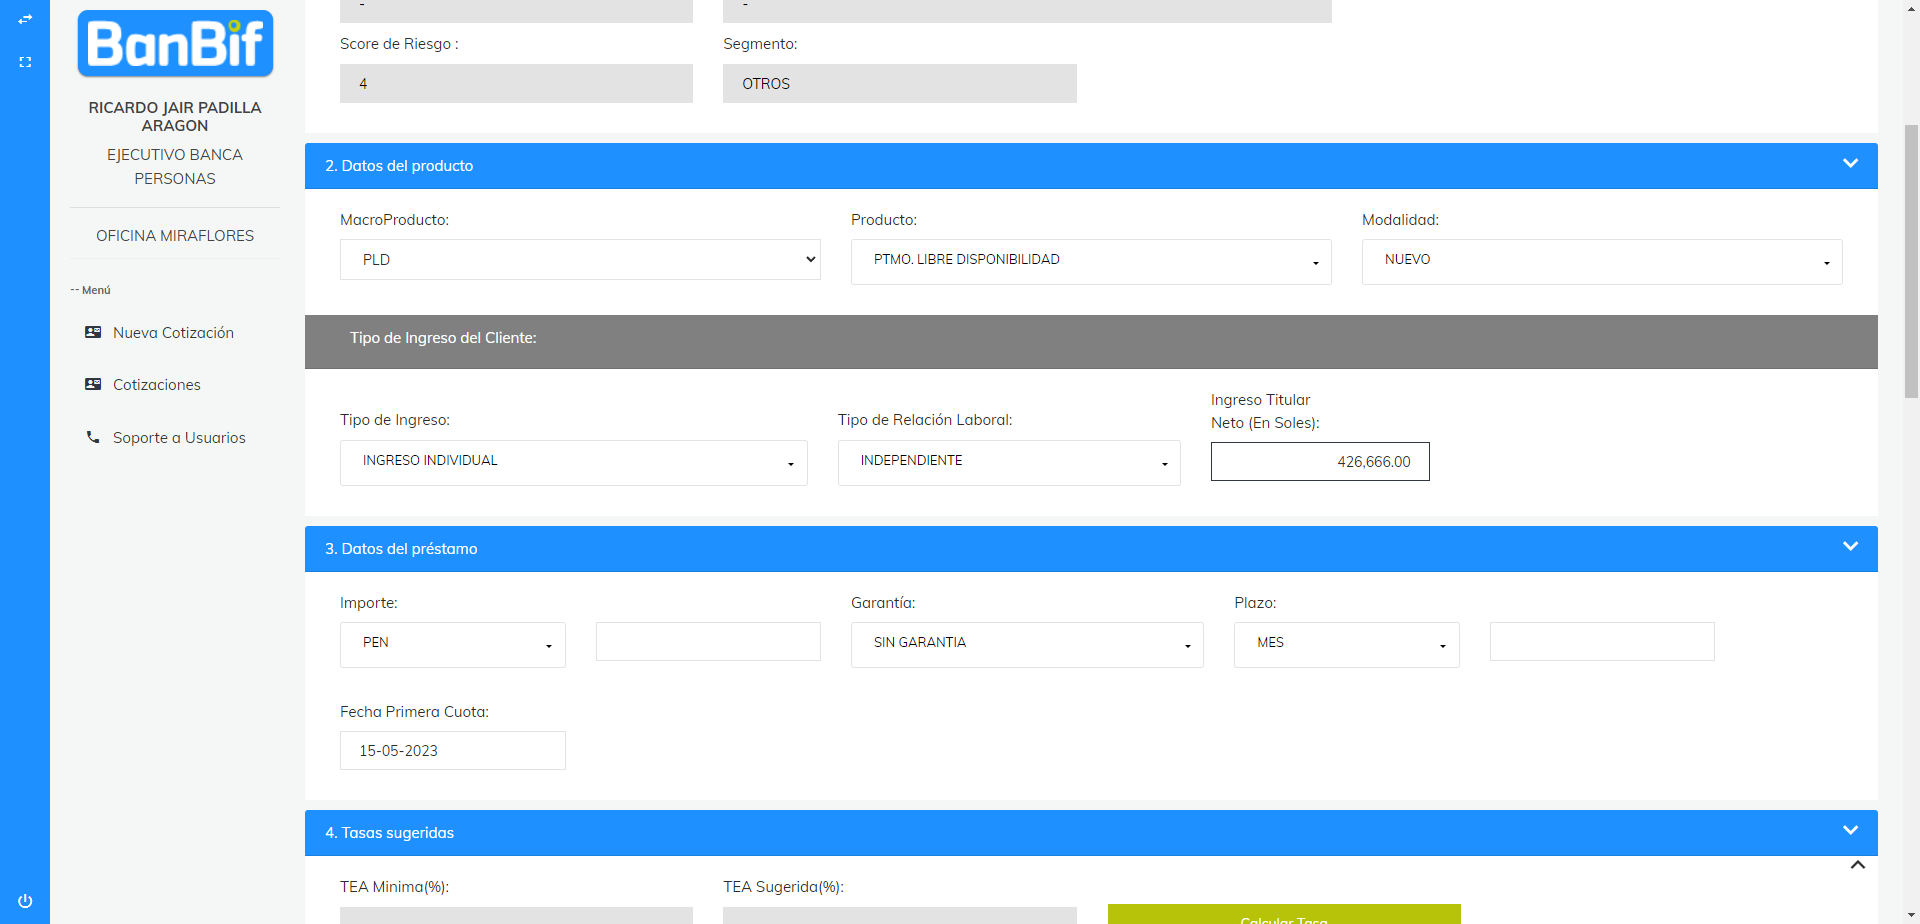 BanBif
RICARDO JAIR PADILLA
ARAGON
EJECUTIVO BANCA
PERSONAS
OFICINA MIRAFLORES
-- Menú
Nueva Cotización
Cotizaciones
Soporte a Usuarios
-
-
Score de Riesgo :
Segmento:
4
OTROS
2. Datos del producto
MacroProducto:
Producto:
Modalidad:
PLD
PTMO. LIBRE DISPONIBILIDAD
NUEVO
Tipo de Ingreso del Cliente:
Tipo de Ingreso:
Tipo de Relación Laboral:
Ingreso Titular
Neto (En Soles):
INGRESO INDIVIDUAL
INDEPENDIENTE
426,666.00
3. Datos del préstamo
Importe:
Garantía:
Plazo:
PEN
SIN GARANTIA
MES
Fecha Primera Cuota:
15-05-2023
4. Tasas sugeridas
TEA Minima(%):
TEA Sugerida(%):
Calcular Tasa